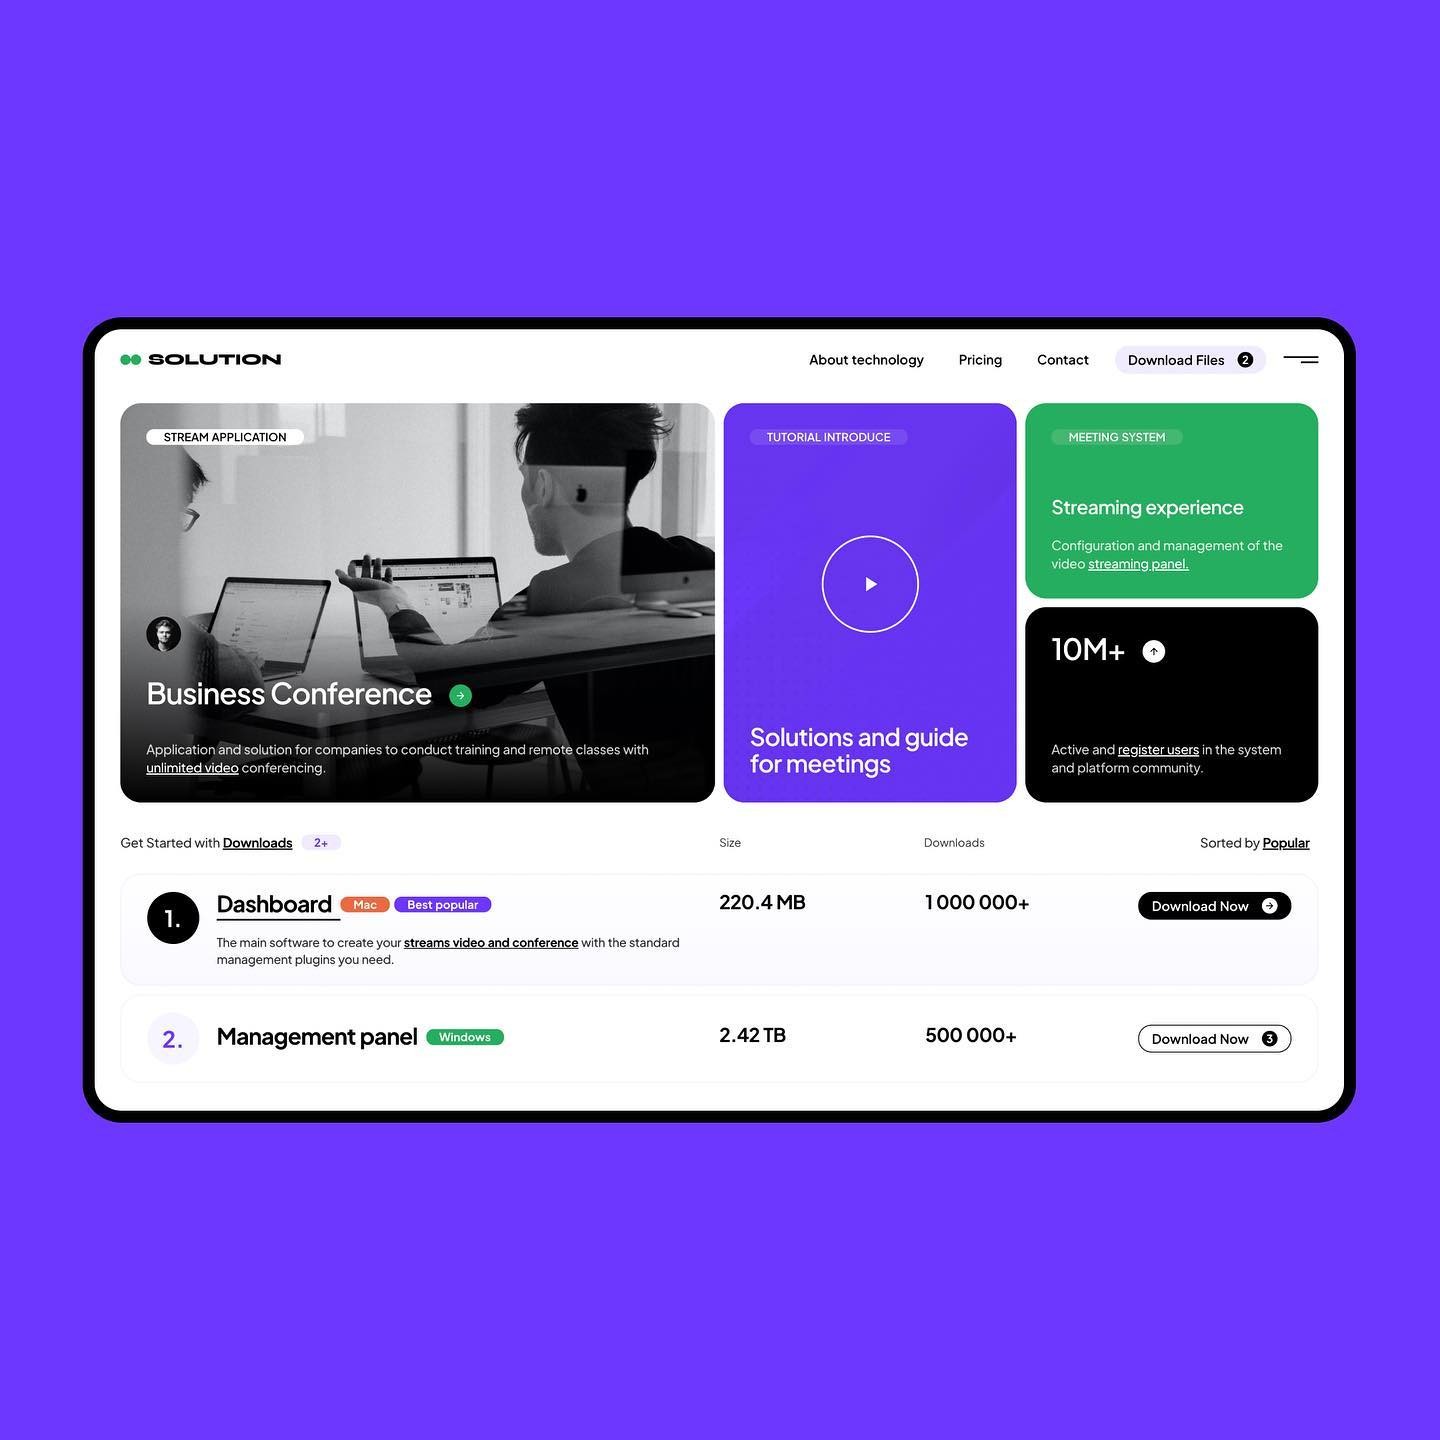 SOLUTION
About technology
Pricing
Contact
Download Files 2
STREAM APPLICATION
Business Conference
Application and solution for companies to conduct training and remote classes with
unlimited video conferencing.
TUTORIAL INTRODUCE
Solutions and guide
for meetings
MEETING SYSTEM
Streaming experience
Configuration and management of the
video streaming panel.
10M+
Active and register users in the system
and platform community.
Get Started with Downloads 2+
Size
Downloads
Sorted by Popular
1.
Dashboard Mac Best popular
The main software to create your streams video and conference with the standard
management plugins you need.
220.4 MB
1 000 000+
Download Now
2.
Management panel Windows
2.42 TB
500 000+
Download Now 3